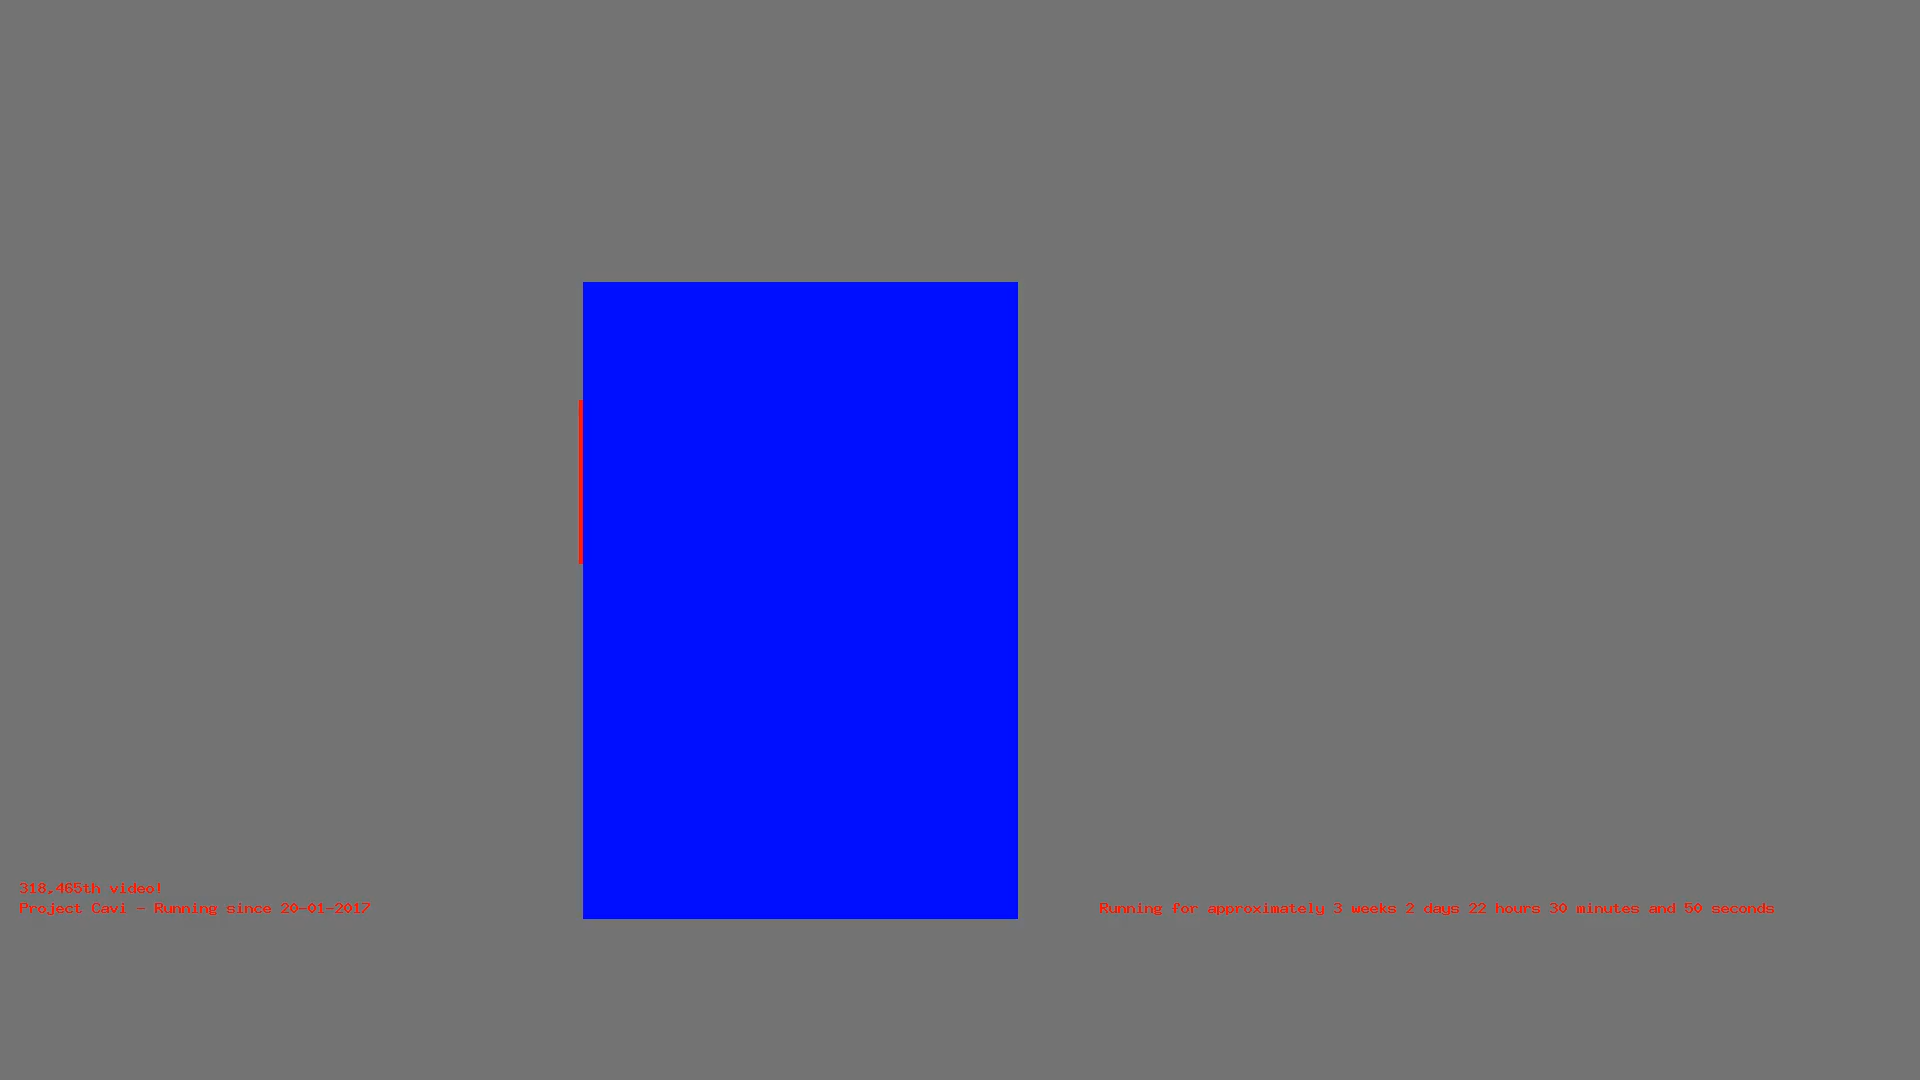 318,465th video!
Project Cavi - Running since 20-01-2017
Running for approximately 3 weeks 2 days 22 hours 30 minutes and 50 seconds